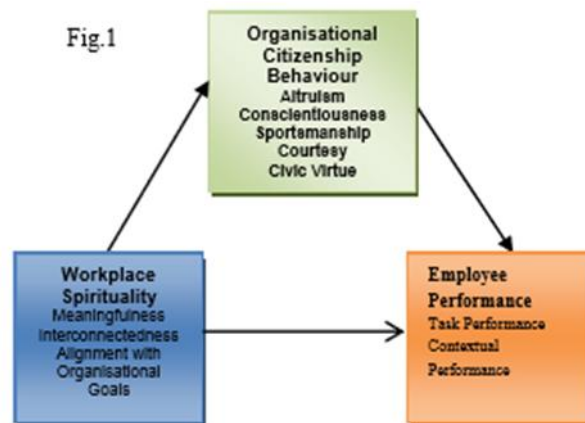 Fig.1
Organisational
Citizenship
Behaviour
Altruism
Conscientiousness
Sportsmanship
Courtesy
Civic Virtue
Workplace
Spirituality
Meaningfulness
Interconnectedness
Alignment with
Organisational
Goals
Employee
Performance
Task Performance
Contextual
Performance